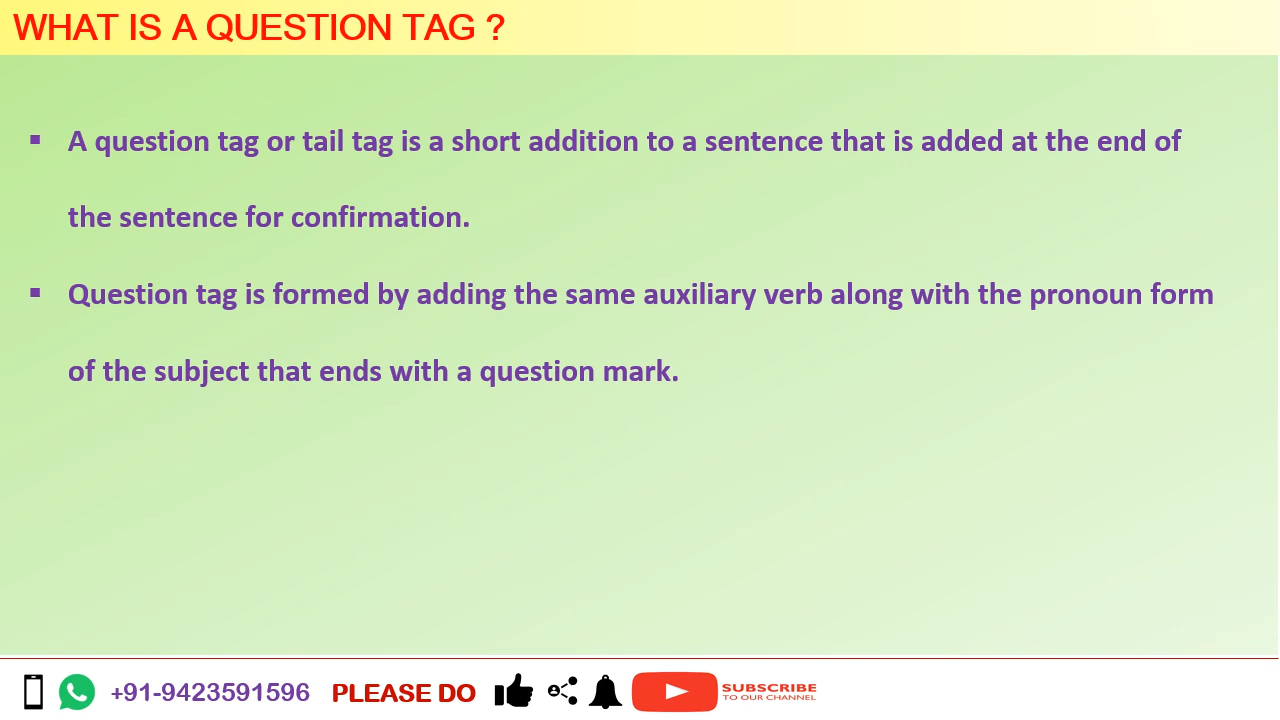 WHAT IS A QUESTION TAG ?
▪ A question tag or tail tag is a short addition to a sentence that is added at the end of
the sentence for confirmation.
▪ Question tag is formed by adding the same auxiliary verb along with the pronoun form
of the subject that ends with a question mark.
+91-9423591596 PLEASE DO SUBSCRIBE
TO OUR CHANNEL